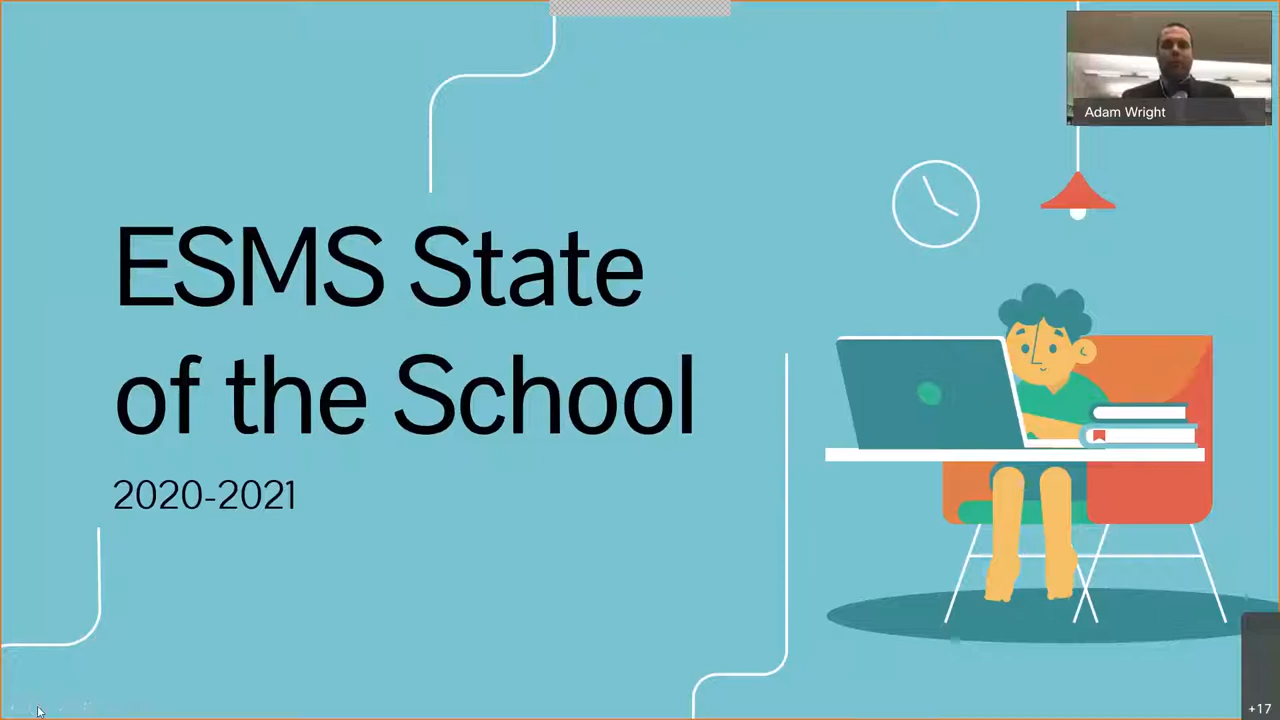 Adam Wright
ESMS State
of the School
2020-2021
+17